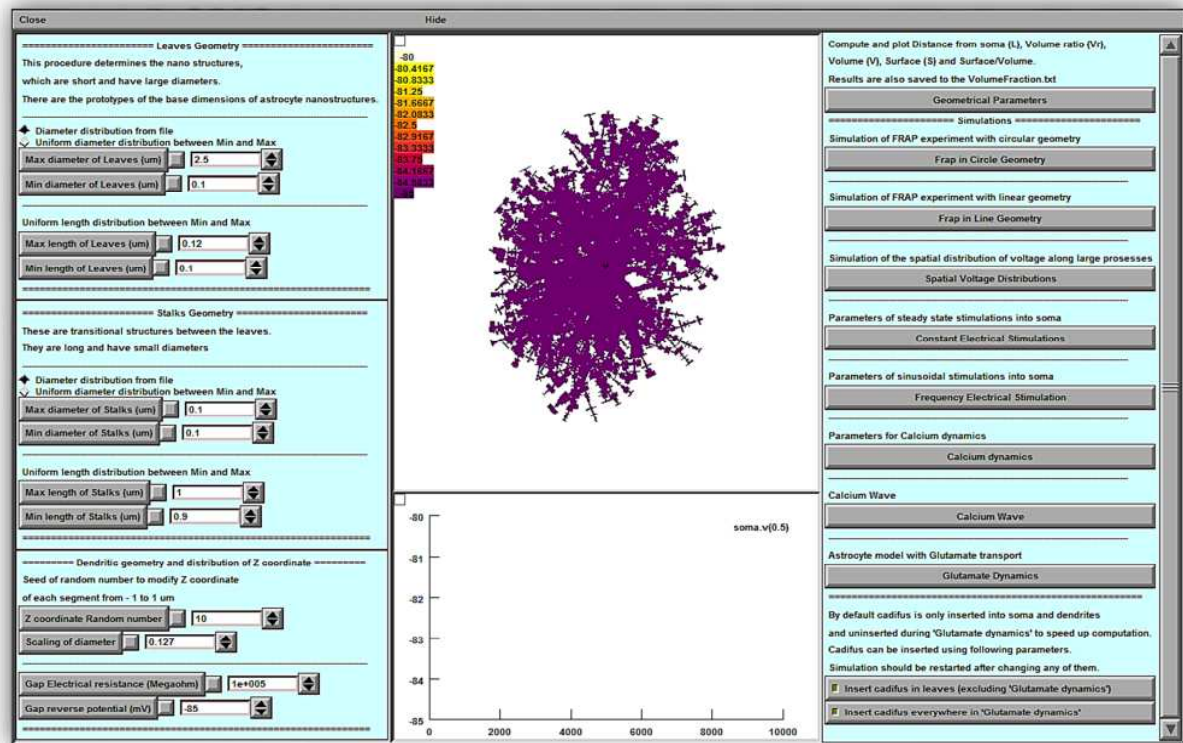 Close
Hide
====================== Leaves Geometry ======================
This procedure determines the nano structures,
which are short and have large diameters.
There are the prototypes of the base dimensions of astrocyte nanostructures.
Diameter distribution from file
Uniform diameter distribution between Min and Max
Max diameter of Leaves (um) 2.5
Min diameter of Leaves (um) 0.1
Uniform length distribution between Min and Max
Max length of Leaves (um) 0.12
Min length of Leaves (um) 0.1
====================== Stalks Geometry ======================
These are transitional structures between the leaves.
They are long and have small diameters
Diameter distribution from file
Uniform diameter distribution between Min and Max
Max diameter of Stalks (um) 0.1
Min diameter of Stalks (um) 0.1
Uniform length distribution between Min and Max
Max length of Stalks (um) 1
Min length of Stalks (um) 0.9
========= Dendritic geometry and distribution of Z coordinate =========
Seed of random number to modify Z coordinate
of each segment from - 1 to 1 um
Z coordinate Random number 10
Scaling of diameter 0.127
Gap Electrical resistance (Megaohm) 1e+005
Gap reverse potential (mV) -85
-80
-80.4167
-80.8333
-81.25
-81.6667
-82.0833
-82.5
-82.9167
-83.3333
-83.75
-84.1667
-84.5833
soma.v(0.5)
-80
-81
-82
-83
-84
-85
0 2000 4000 6000 8000 10000
Compute and plot Distance from soma (L), Volume ratio (Vr),
Volume (V), Surface (S) and Surface/Volume.
Results are also saved to the VolumeFraction.txt
Geometrical Parameters
====================== Simulations ======================
Simulation of FRAP experiment with circular geometry
Frap in Circle Geometry
Simulation of FRAP experiment with linear geometry
Frap in Line Geometry
Simulation of the spatial distribution of voltage along large prosesses
Spatial Voltage Distributions
Parameters of steady state stimulations into soma
Constant Electrical Stimulations
Parameters of sinusoidal stimulations into soma
Frequency Electrical Stimulation
Parameters for Calcium dynamics
Calcium dynamics
Calcium Wave
Calcium Wave
Astrocyte model with Glutamate transport
Glutamate Dynamics
By default cadifus is only inserted into soma and dendrites
and uninserted during 'Glutamate dynamics' to speed up computation.
Cadifus can be inserted using following parameters.
Simulation should be restarted after changing any of them.
Insert cadifus in leaves (excluding 'Glutamate dynamics')
Insert cadifus everywhere in 'Glutamate dynamics'